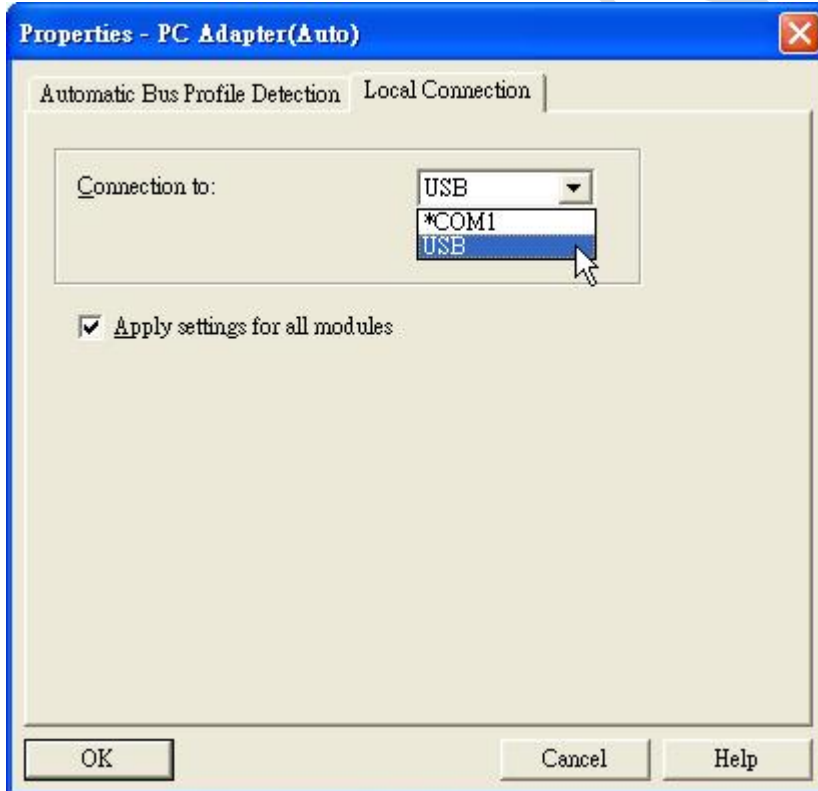 Properties - PC Adapter(Auto)
Automatic Bus Profile Detection Local Connection
Connection to: USB
*COM1
USB
Apply settings for all modules
OK Cancel Help